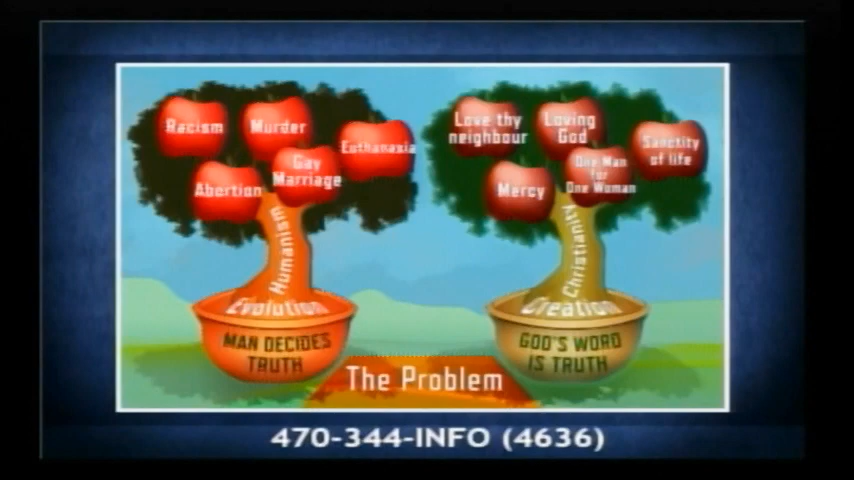 Racism
Murder
Euthanasia
Abortion
Gay
Marriage
Humanism
Evolution
MAN DECIDES
TRUTH
Love thy
neighbour
Loving
God
Sanctity
of life
Mercy
One Man
for
One Woman
Christianity
Creation
GOD'S WORD
IS TRUTH
The Problem
470-344-INFO (4636)